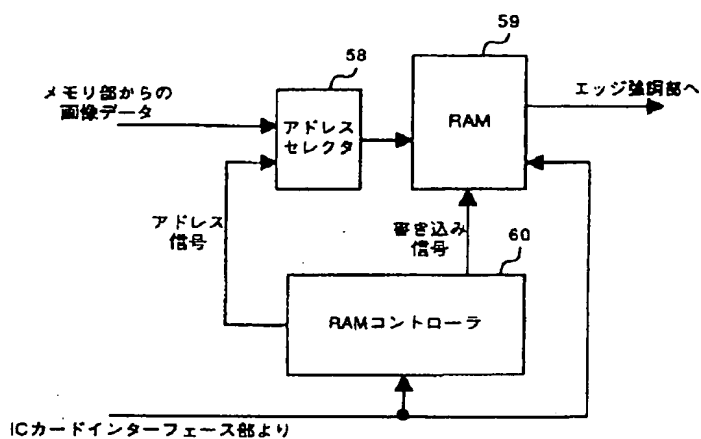 59
58
メモリ部からの
画像データ
アドレス
セレクタ
RAM
エッジ強調部へ
アドレス
信号
書き込み
信号
60
RAMコントローラ
ICカードインターフェース部より